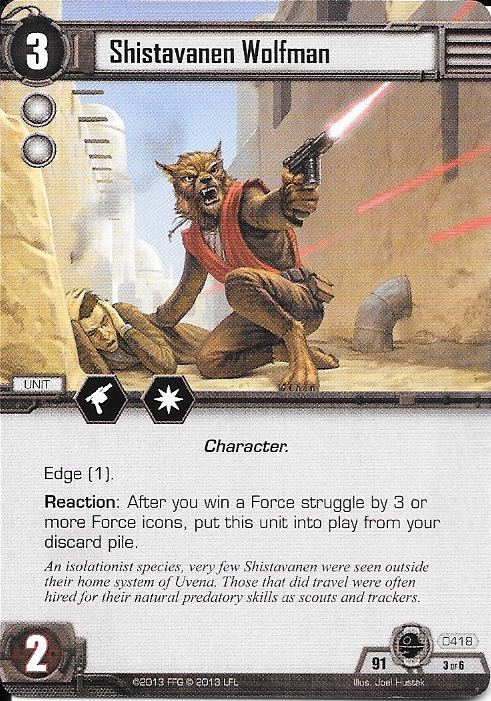 3
Shistavanen Wolfman
UNIT
Character.
Edge (1).
Reaction: After you win a Force struggle by 3 or
more Force icons, put this unit into play from your
discard pile.
An isolationist species, very few Shistavanen were seen outside
their home system of Uvena. Those that did travel were often
hired for their natural predatory skills as scouts and trackers.
2
0418
91
3 OF 6
©2013 FFG © 2013 LFL
Illus. Joel Hustak